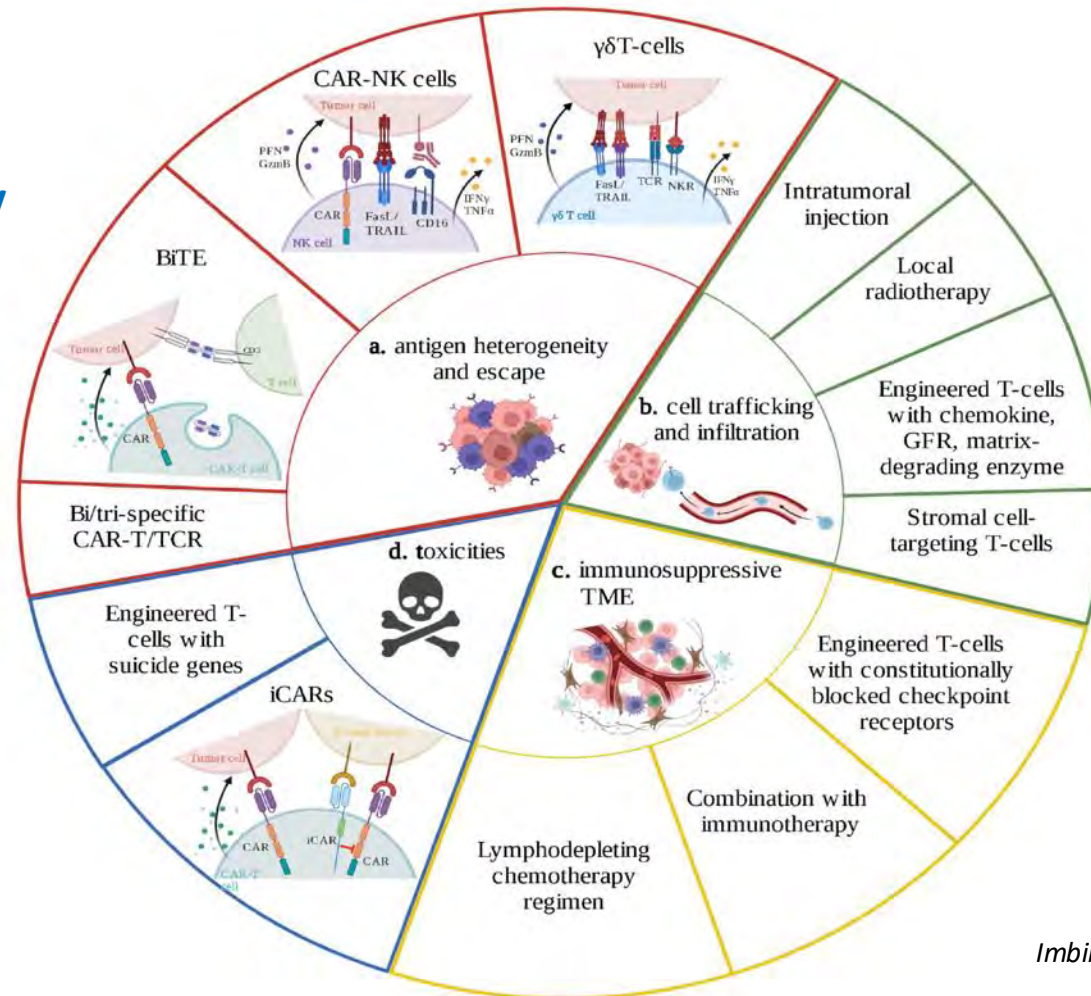 CAR-NK cells
Tumor cell
PFN
GzmB
CAR
FasL/
TRAIL
CD16
IFNγ
TNFα
NK cell
γδT-cells
Tumor cell
PFN
GzmB
FasL/
TRAIL
TCR
NKR
IFNγ
TNFα
γδ T cell
BiTE
Tumor cell
CD3
T cell
CAR
CAR-T cell
Bi/tri-specific
CAR-T/TCR
a. antigen heterogeneity
and escape
Intratumoral
injection
Local
radiotherapy
Engineered T-cells
with chemokine,
GFR, matrix-
degrading enzyme
Stromal cell-
targeting T-cells
b. cell trafficking
and infiltration
c. immunosuppressive
TME
Engineered T-cells
with constitutionally
blocked checkpoint
receptors
Combination with
immunotherapy
Lymphodepleting
chemotherapy
regimen
d. toxicities
Engineered T-
cells with
suicide genes
iCARs
Tumor cell
CAR
iCAR
CAR
CAR-T
cell